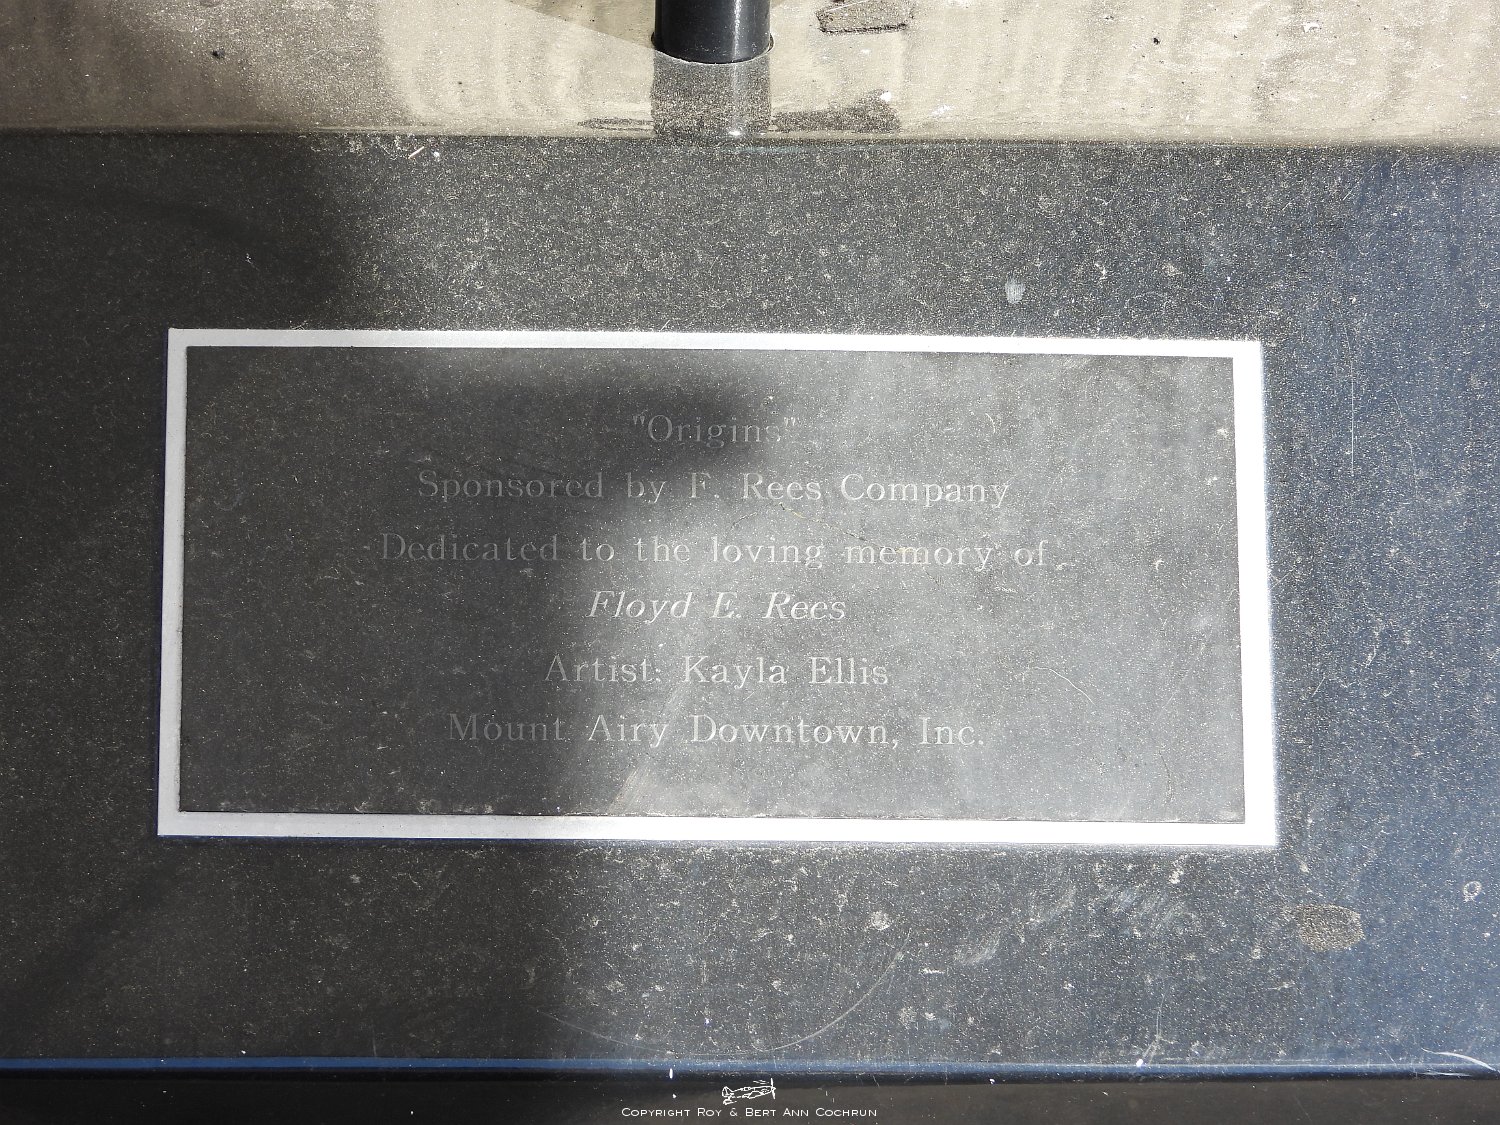 "Origins"
Sponsored by F. Rees Company
Dedicated to the loving memory of
Floyd E. Rees
Artist: Kayla Ellis
Mount Airy Downtown, Inc.
Copyright Roy & Bert Ann Cochrun